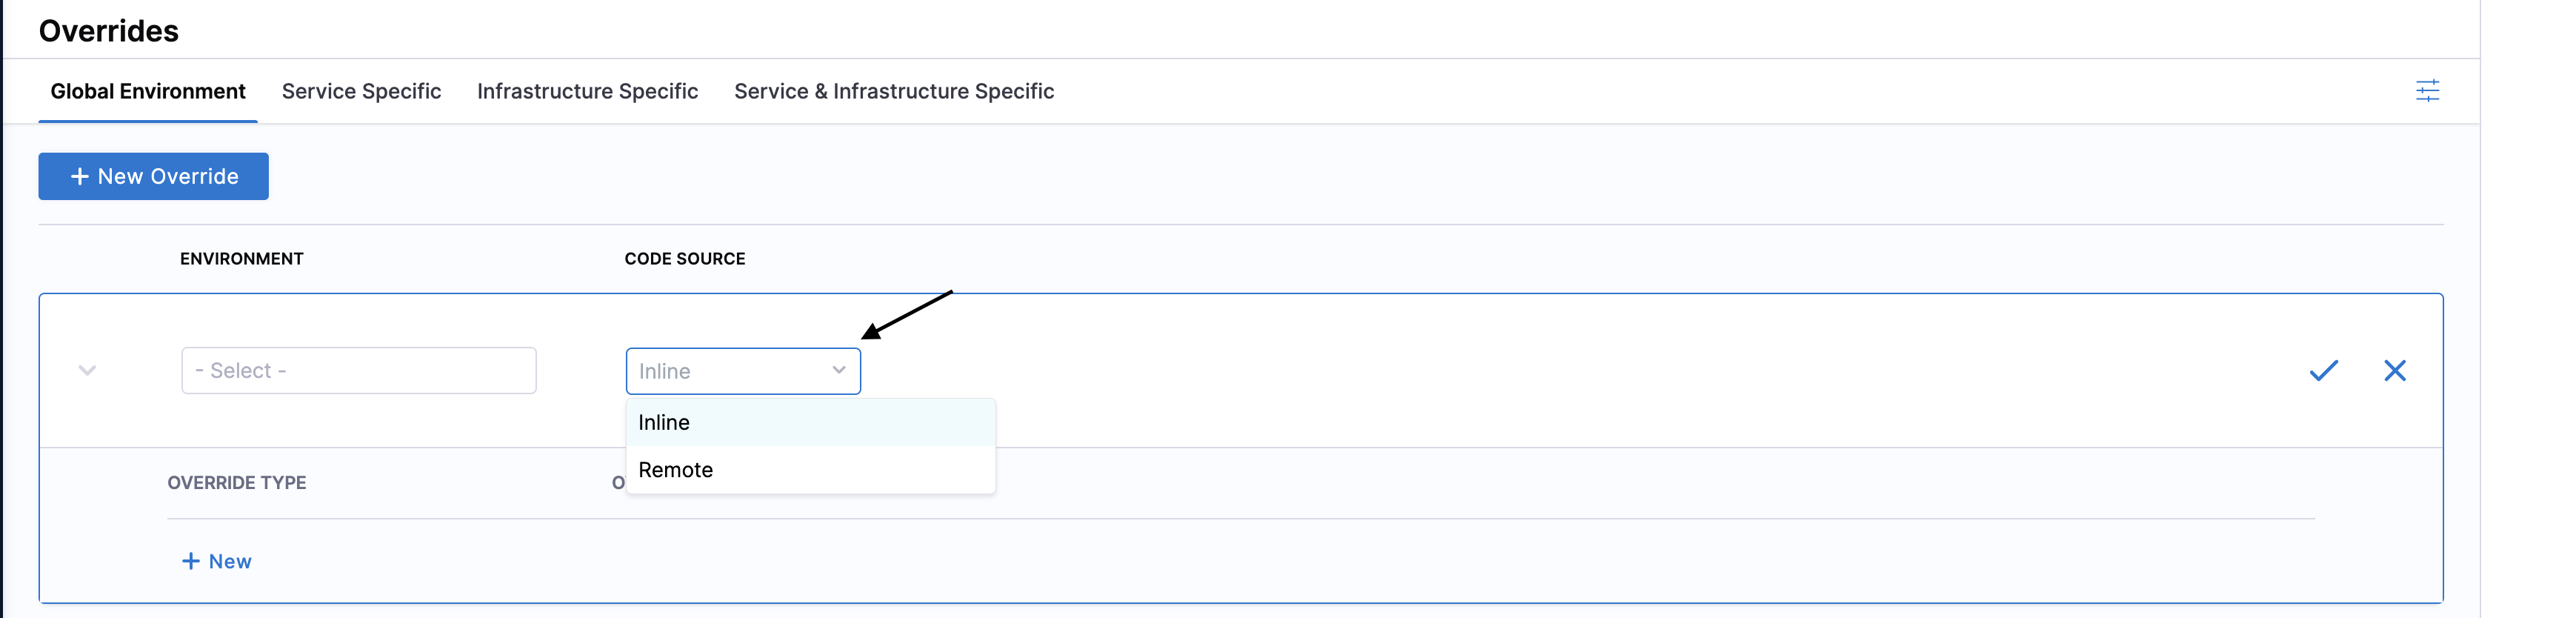 Overrides
Global Environment Service Specific Infrastructure Specific Service & Infrastructure Specific
+ New Override
ENVIRONMENT CODE SOURCE
- Select - Inline
Inline
Remote
OVERRIDE TYPE
+ New